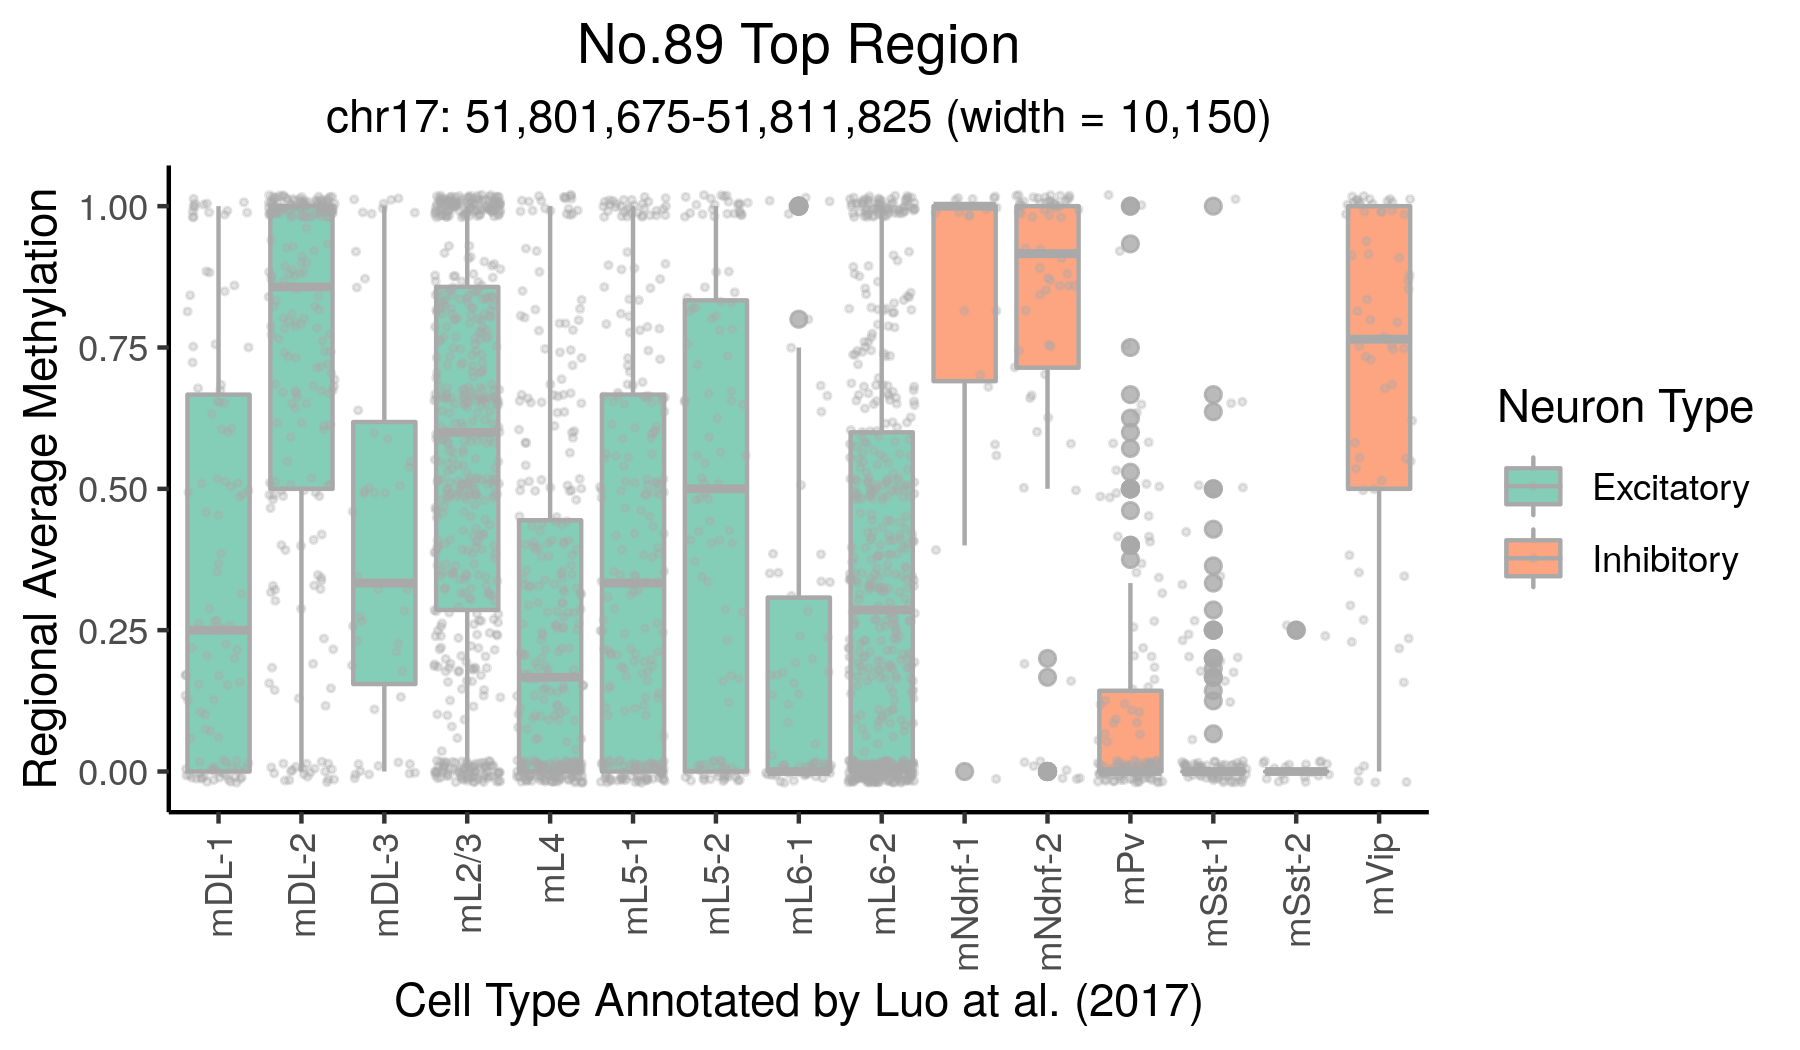 No.89 Top Region
chr17: 51,801,675-51,811,825 (width = 10,150)
Regional Average Methylation
1.00
0.75
0.50
0.25
0.00
mDL-1
mDL-2
mDL-3
mL2/3
mL4
mL5-1
mL5-2
mL6-1
mL6-2
mNdnf-1
mNdnf-2
mPv
mSst-1
mSst-2
mVip
Cell Type Annotated by Luo at al. (2017)
Neuron Type
Excitatory
Inhibitory